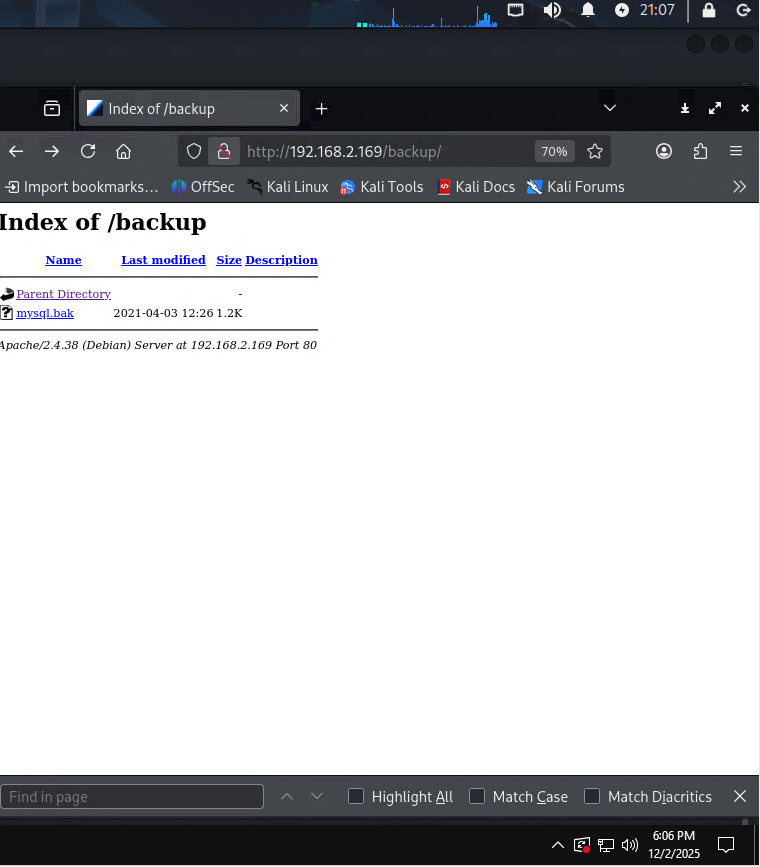 21:07
Index of /backup
http://192.168.2.169/backup/
70%
Import bookmarks... OffSec Kali Linux Kali Tools Kali Docs Kali Forums
Index of /backup
Name Last modified Size Description
Parent Directory -
mysql.bak 2021-04-03 12:26 1.2K
Apache/2.4.38 (Debian) Server at 192.168.2.169 Port 80
Find in page Highlight All Match Case Match Diacritics
6:06 PM
12/2/2025